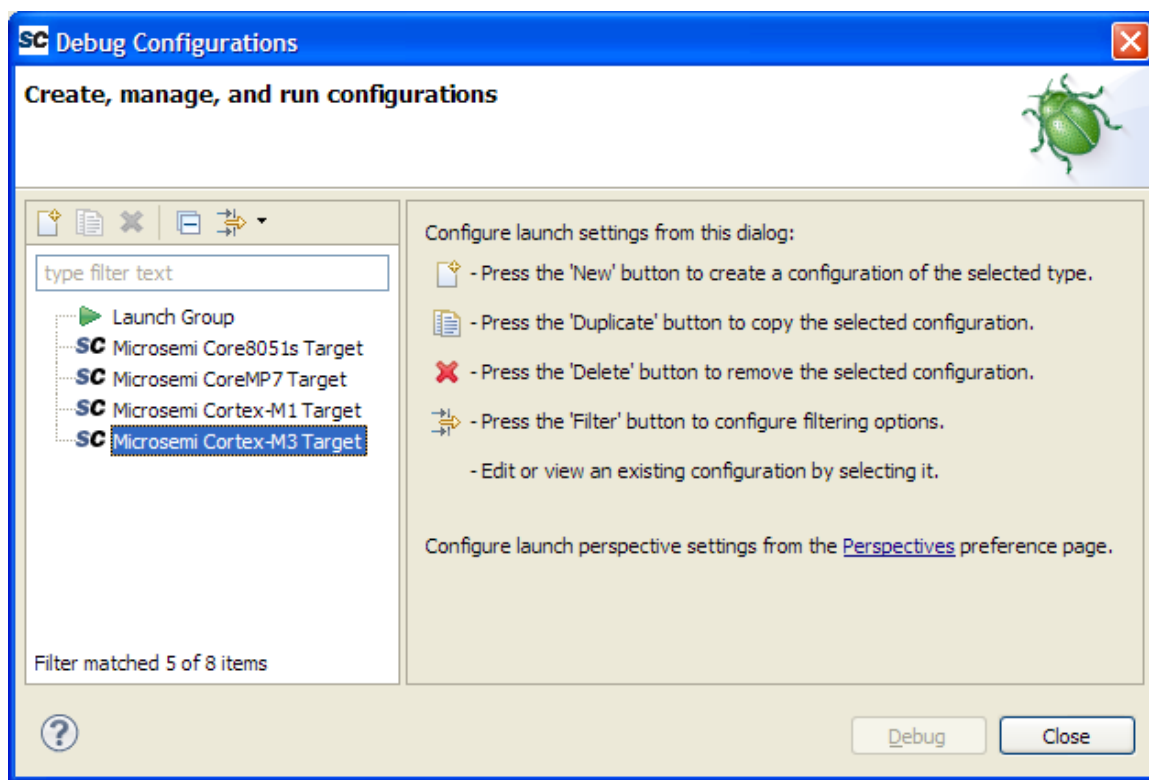 SC Debug Configurations
Create, manage, and run configurations
type filter text
Launch Group
SC Microsemi Core8051s Target
SC Microsemi CoreMP7 Target
SC Microsemi Cortex-M1 Target
SC Microsemi Cortex-M3 Target
Filter matched 5 of 8 items
Configure launch settings from this dialog:
- Press the 'New' button to create a configuration of the selected type.
- Press the 'Duplicate' button to copy the selected configuration.
- Press the 'Delete' button to remove the selected configuration.
- Press the 'Filter' button to configure filtering options.
- Edit or view an existing configuration by selecting it.
Configure launch perspective settings from the Perspectives preference page.
?
Debug
Close